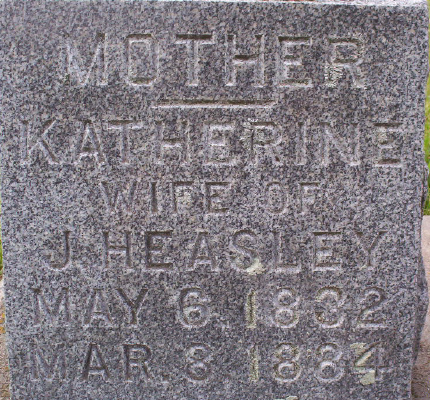 MOTHER
KATHERINE
WIFE OF
J. HEASLEY
MAY 6, 1832
MAR. 8 1884